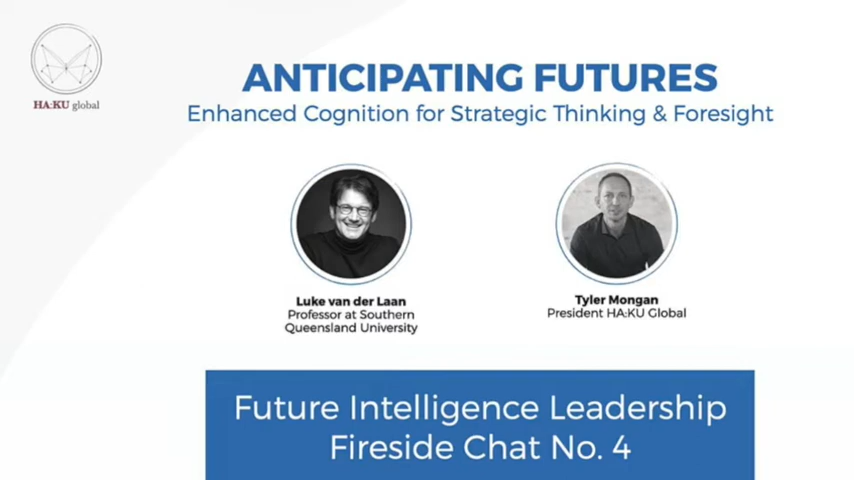 HA:KU global
ANTICIPATING FUTURES
Enhanced Cognition for Strategic Thinking & Foresight
Luke van der Laan
Professor at Southern
Queensland University
Tyler Mongan
President HA:KU Global
Future Intelligence Leadership
Fireside Chat No. 4